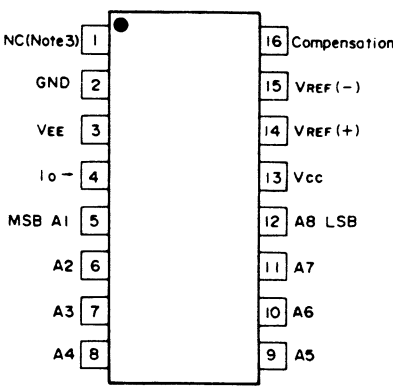 NC(Note3) 1 16 Compensation
GND 2 15 VREF (-)
VEE 3 14 VREF (+)
Io → 4 13 Vcc
MSB A1 5 12 A8 LSB
A2 6 11 A7
A3 7 10 A6
A4 8 9 A5